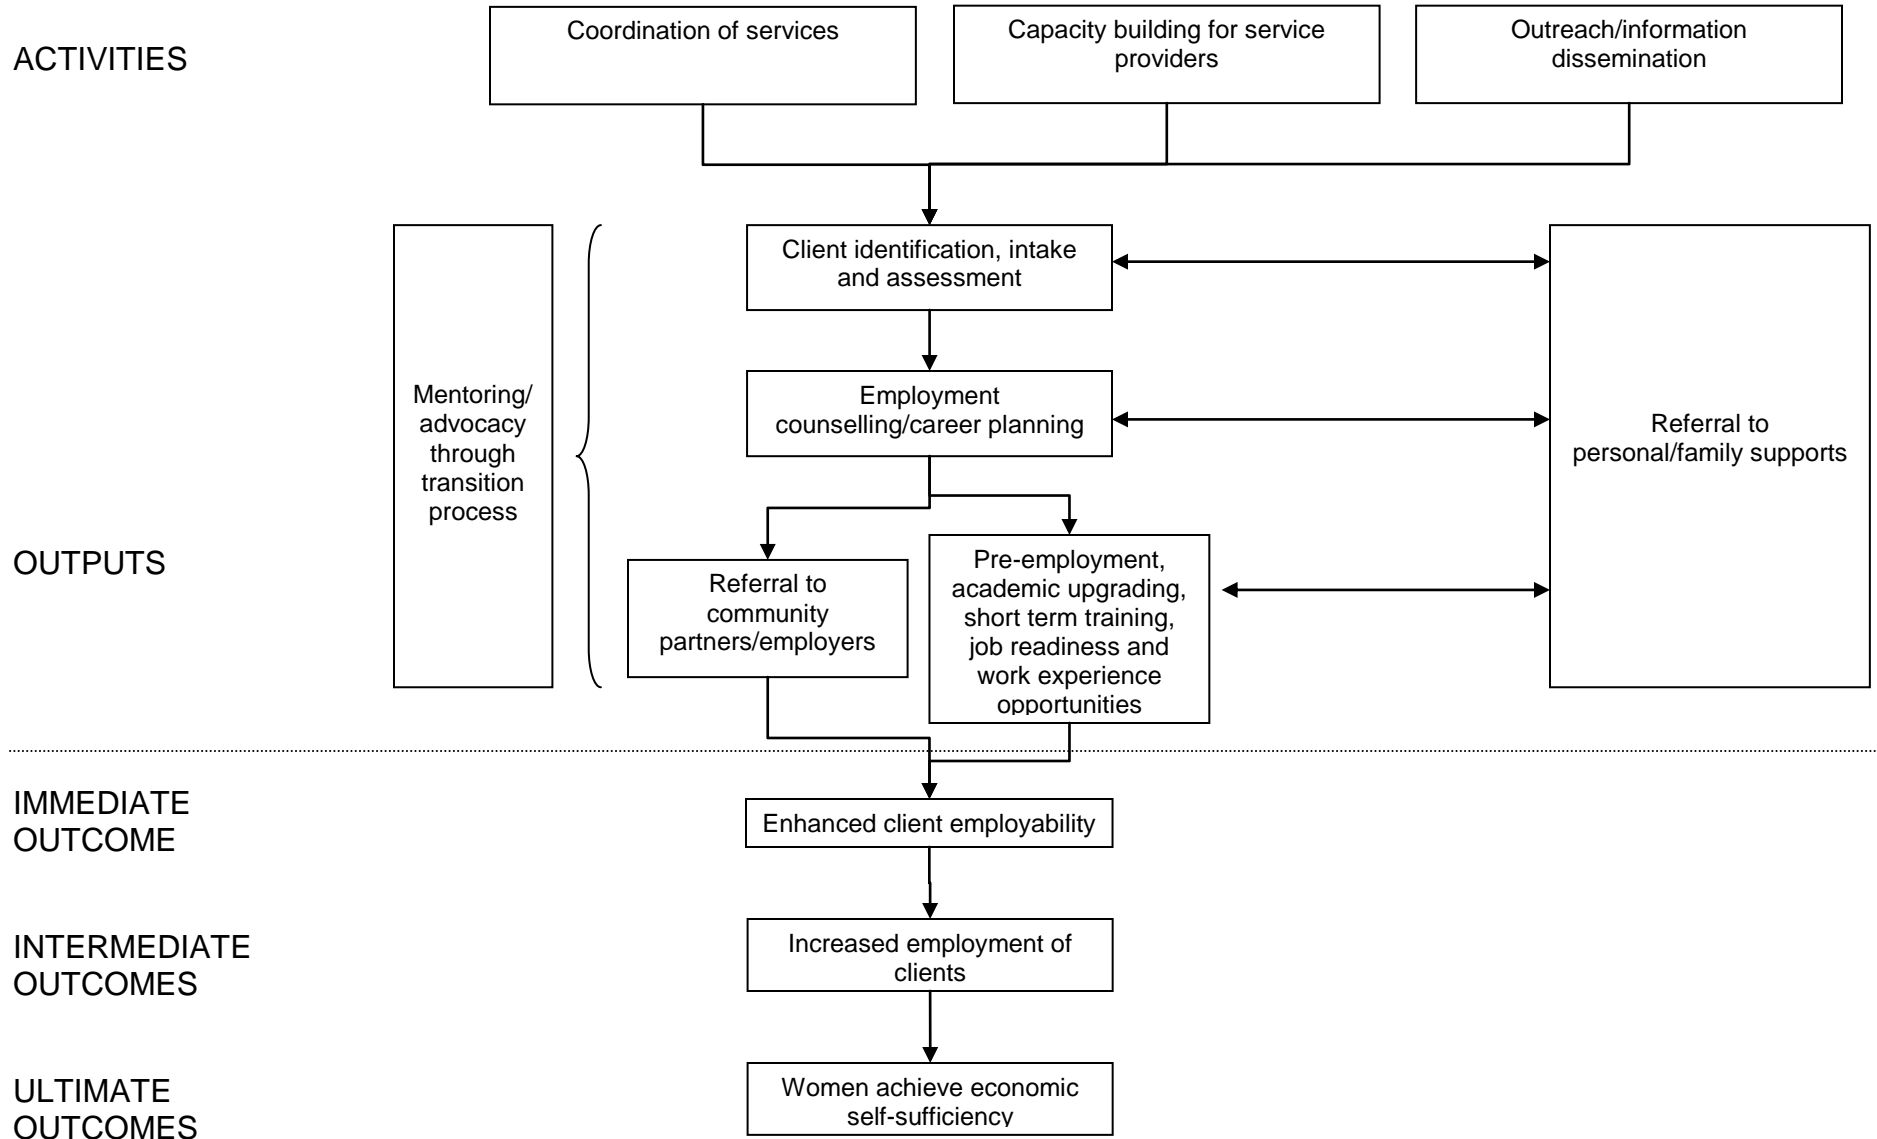 ACTIVITIES
Coordination of services
Capacity building for service
providers
Outreach/information
dissemination
Client identification, intake
and assessment
Mentoring/
advocacy
through
transition
process
Employment
counselling/career planning
Referral to
personal/family supports
OUTPUTS
Referral to
community
partners/employers
Pre-employment,
academic upgrading,
short term training,
job readiness and
work experience
opportunities
IMMEDIATE
OUTCOME
Enhanced client employability
INTERMEDIATE
OUTCOMES
Increased employment of
clients
ULTIMATE
OUTCOMES
Women achieve economic
self-sufficiency